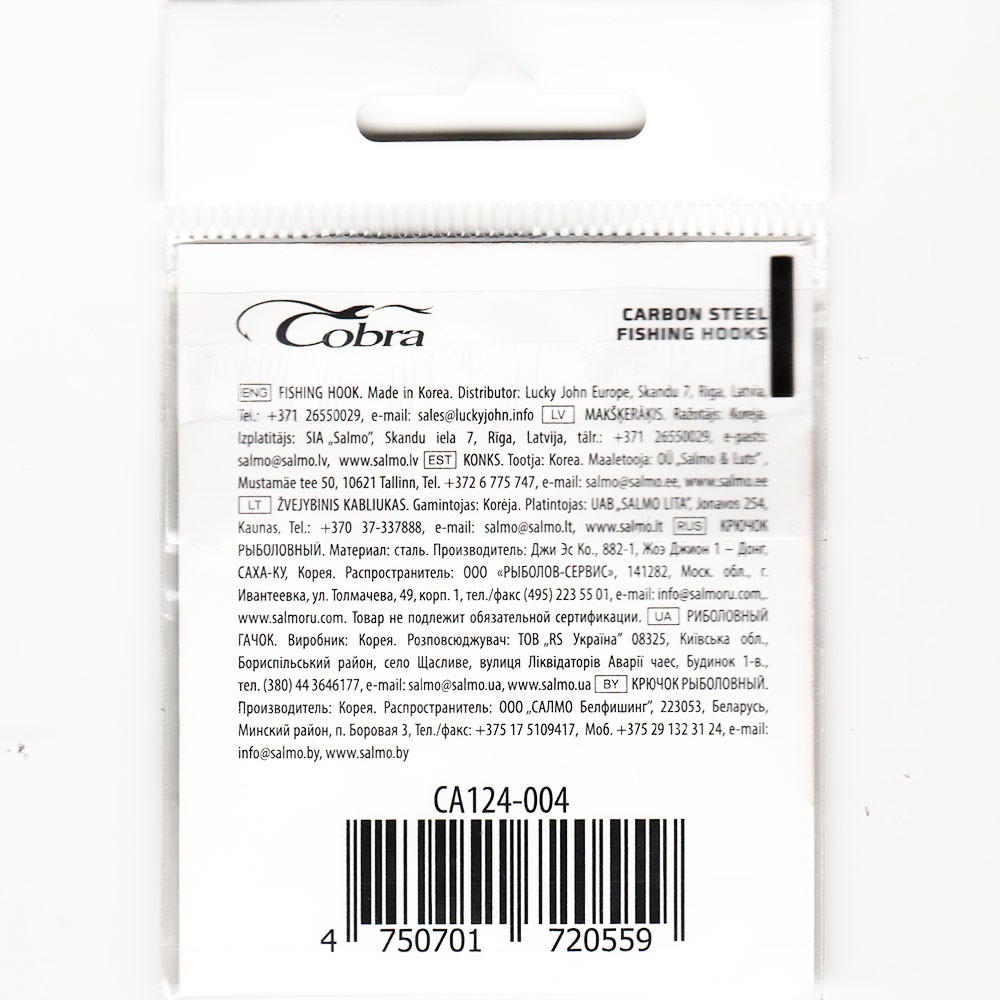 Cobra
CARBON STEEL
FISHING HOOKS
ENG FISHING HOOK. Made in Korea. Distributor: Lucky John Europe, Skandu 7, Rīga, Latvia,
Tel.: +371 26550029, e-mail: sales@luckyjohn.info LV MAKŠĶERĀĶIS. Ražotājs: Koreja.
Izplatītājs: SIA „Salmo”, Skandu iela 7, Rīga, Latvija, tālr.: +371 26550029, e-pasts:
salmo@salmo.lv, www.salmo.lv EST KONKS. Tootja: Korea. Maaletooja: OÜ „Salmo & Luts”.,
Mustamäe tee 50, 10621 Tallinn, Tel. +372 6 775 747, e-mail: salmo@salmo.ee, www.salmo.ee
LT ŽVEJYBINIS KABLIUKAS. Gamintojas: Korėja. Platintojas: UAB „SALMO LITA”, Jonavos 254,
Kaunas, Tel.: +370 37-337888, e-mail: salmo@salmo.lt, www.salmo.lt RUS КРЮЧОК
РЫБОЛОВНЫЙ. Материал: сталь. Производитель: Джи Эс Ко., 882-1, Жоэ Джион 1 – Донг,
САХА-КУ, Корея. Распространитель: ООО «РЫБОЛОВ-СЕРВИС», 141282, Моск. обл., г.
Ивантеевка, ул. Толмачева, 49, корп. 1, тел./факс (495) 223 55 01, e-mail: info@salmoru.com,.
www.salmoru.com. Товар не подлежит обязательной сертификации. UA РИБОЛОВНЫЙ
ГАЧОК. Виробник: Корея. Розповсюджувач: ТОВ „RS Україна” 08325, Київська обл.,
Бориспільський район, село Щасливе, вулиця Ліквідаторів Аварії чаес, Будинок 1-в.,
тел. (380) 44 3646177, e-mail: salmo@salmo.ua, www.salmo.ua BY КРЮЧОК РЫБОЛОВНЫЙ.
Производитель: Корея. Распространитель: ООО „САЛМО Белфишинг”, 223053, Беларусь,
Минский район, п. Боровая 3, Тел./факс: +375 17 5109417, Моб. +375 29 132 31 24, e-mail:
info@salmo.by, www.salmo.by
CA124-004
4 750701 720559